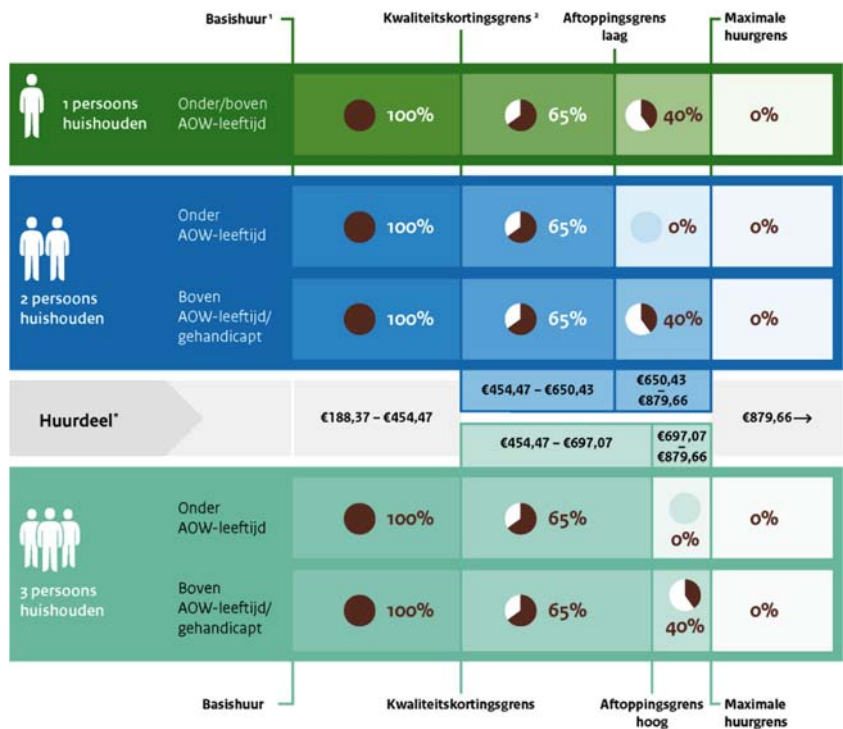 Basishuur ¹
Kwaliteitskortingsgrens ²
Aftoppingsgrens
laag
Maximale
huurgrens
1 persoons
huishouden
Onder/boven
AOW-leeftijd
100%
65%
40%
0%
2 persoons
huishouden
Onder
AOW-leeftijd
100%
65%
0%
0%
Boven
AOW-leeftijd/
gehandicapt
100%
65%
40%
0%
Huurdeel*
€188,37 – €454,47
€454,47 – €650,43
€650,43
–
€879,66
€454,47 – €697,07
€697,07
–
€879,66
€879,66→
3 persoons
huishouden
Onder
AOW-leeftijd
100%
65%
0%
0%
Boven
AOW-leeftijd/
gehandicapt
100%
65%
40%
0%
Basishuur
Kwaliteitskortingsgrens
Aftoppingsgrens
hoog
Maximale
huurgrens